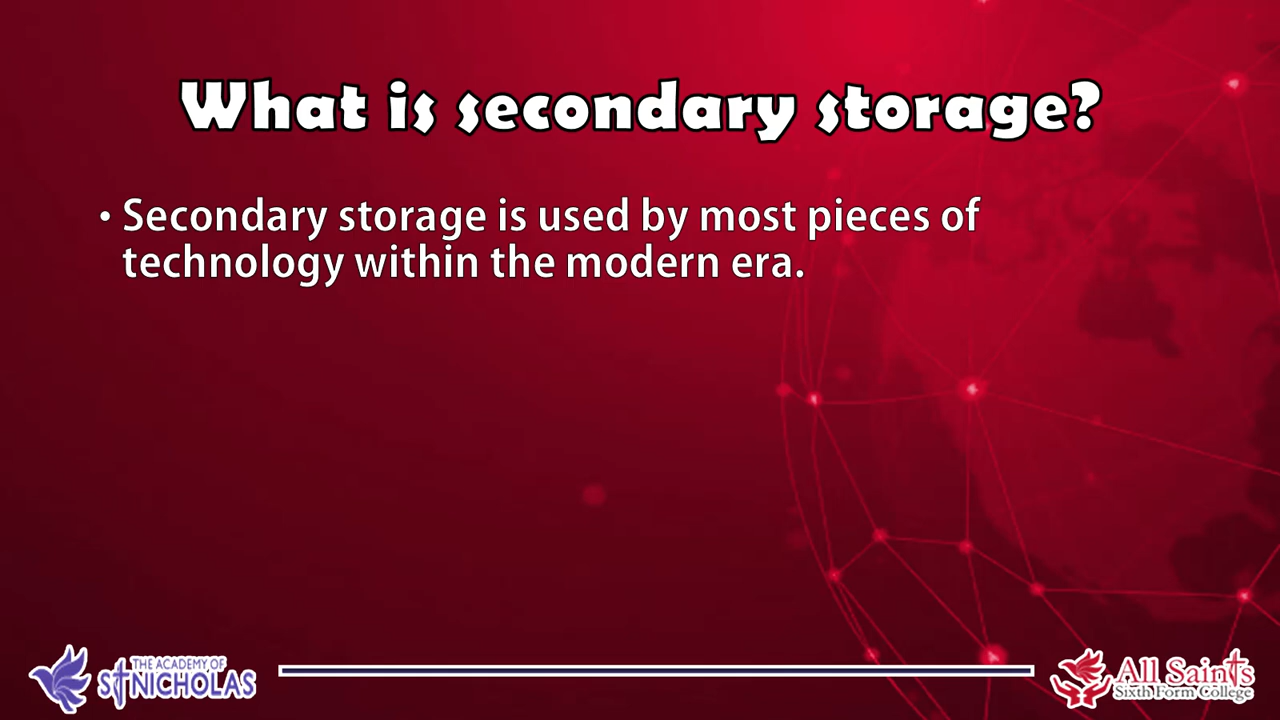 What is secondary storage?
• Secondary storage is used by most pieces of
technology within the modern era.
THE ACADEMY OF
ST NICHOLAS
All Saints
Sixth Form College